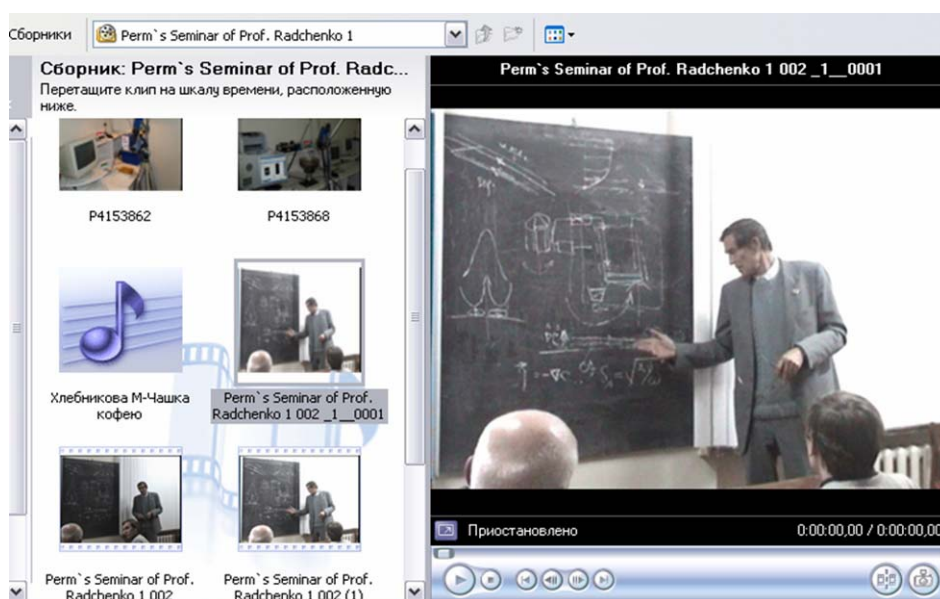 Сборники
Perm`s Seminar of Prof. Radchenko 1
Сборник: Perm`s Seminar of Prof. Radc...
Перетащите клип на шкалу времени, расположенную
ниже.
P4153862
P4153868
Хлебникова М-Чашка
кофею
Perm`s Seminar of Prof.
Radchenko 1 002 _1__0001
Perm`s Seminar of Prof.
Radchenko 1 002
Perm`s Seminar of Prof.
Radchenko 1 002 (1)
Perm`s Seminar of Prof. Radchenko 1 002 _1__0001
Приостановлено
0:00:00,00 / 0:00:00,00